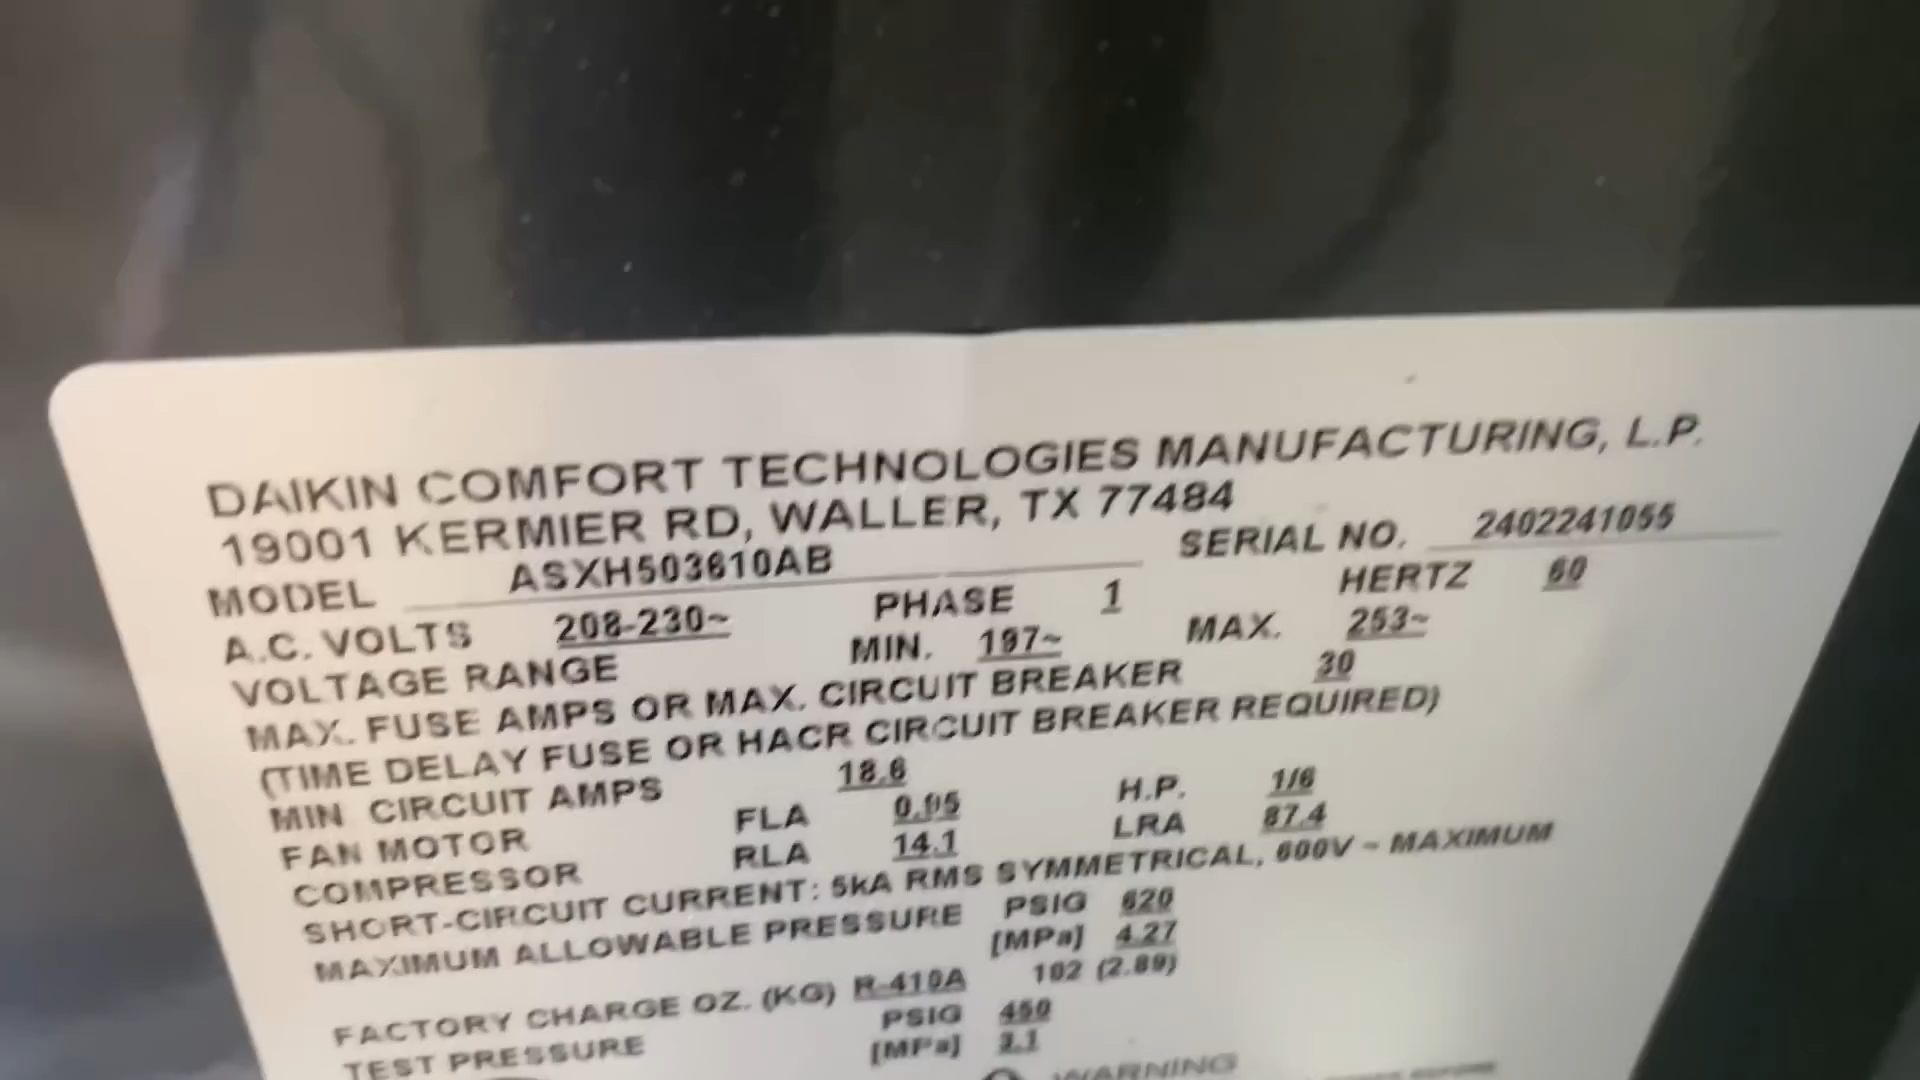 DAIKIN COMFORT TECHNOLOGIES MANUFACTURING, L.P.
19001 KERMIER RD, WALLER, TX 77484
MODEL ASXH503610AB SERIAL NO. 2402241055
A.C. VOLTS 208-230~ PHASE 1 HERTZ 60
VOLTAGE RANGE MIN. 197~ MAX. 253~
MAX. FUSE AMPS OR MAX. CIRCUIT BREAKER 30
(TIME DELAY FUSE OR HACR CIRCUIT BREAKER REQUIRED)
MIN CIRCUIT AMPS 18.6
FAN MOTOR FLA 0.95 H.P. 1/6
COMPRESSOR RLA 14.1 LRA 87.4
SHORT-CIRCUIT CURRENT: 5kA RMS SYMMETRICAL, 600V ~ MAXIMUM
MAXIMUM ALLOWABLE PRESSURE PSIG 620
[MPa] 4.27
FACTORY CHARGE OZ. (KG) R-410A 102 (2.89)
TEST PRESSURE PSIG 450
[MPa] 3.1
WARNING